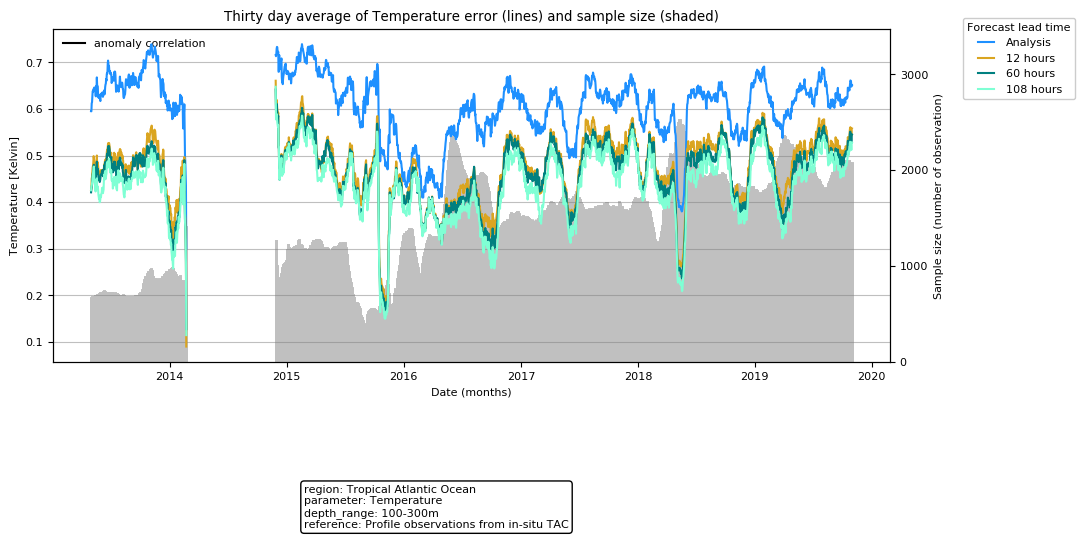 Thirty day average of Temperature error (lines) and sample size (shaded)
anomaly correlation
Forecast lead time
Analysis
12 hours
60 hours
108 hours
Temperature [Kelvin]
0.7
0.6
0.5
0.4
0.3
0.2
0.1
3000
2000
1000
0
Sample size (number of observation)
2014
2015
2016
2017
2018
2019
2020
Date (months)
region: Tropical Atlantic Ocean
parameter: Temperature
depth_range: 100-300m
reference: Profile observations from in-situ TAC